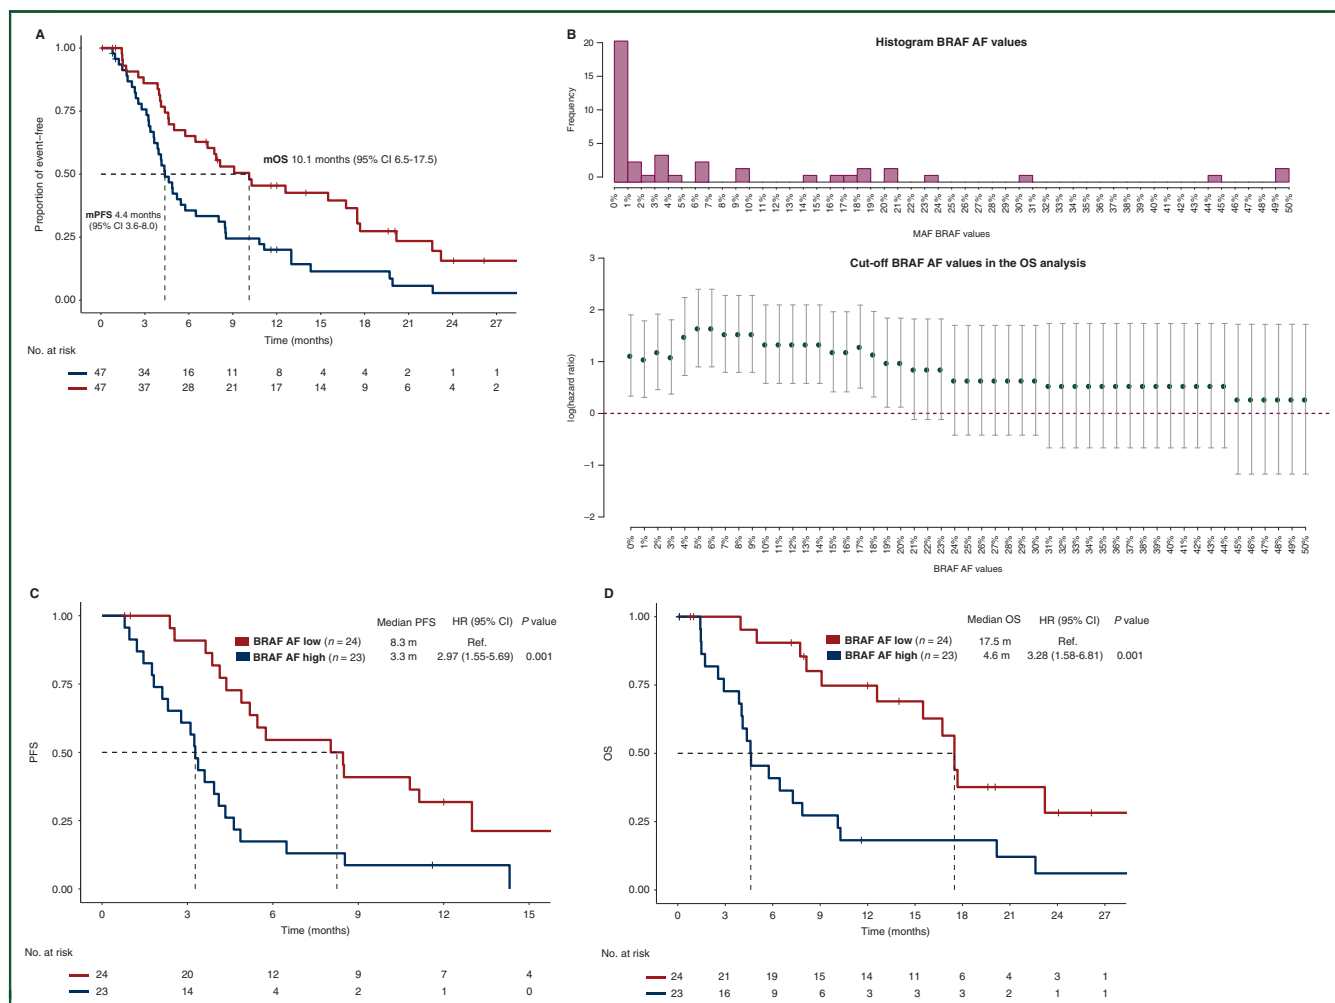 A
1.00
0.75
0.50
0.25
0.00
Proportion of event–free
mOS 10.1 months (95% CI 6.5-17.5)
mPFS 4.4 months
(95% CI 3.6-8.0)
0 3 6 9 12 15 18 21 24 27
Time (months)
No. at risk
47 34 16 11 8 4 4 2 1 1
47 37 28 21 17 14 9 6 4 2
B
Histogram BRAF AF values
20
15
10
5
0
Frequency
0% 1% 2% 3% 4% 5% 6% 7% 8% 9% 10% 11% 12% 13% 14% 15% 16% 17% 18% 19% 20% 21% 22% 23% 24% 25% 26% 27% 28% 29% 30% 31% 32% 33% 34% 35% 36% 37% 38% 39% 40% 41% 42% 43% 44% 45% 46% 47% 48% 49% 50%
MAF BRAF values
Cut-off BRAF AF values in the OS analysis
3
2
1
0
−1
−2
log(hazard ratio)
0% 1% 2% 3% 4% 5% 6% 7% 8% 9% 10% 11% 12% 13% 14% 15% 16% 17% 18% 19% 20% 21% 22% 23% 24% 25% 26% 27% 28% 29% 30% 31% 32% 33% 34% 35% 36% 37% 38% 39% 40% 41% 42% 43% 44% 45% 46% 47% 48% 49% 50%
BRAF AF values
C
1.00
0.75
0.50
0.25
0.00
PFS
Median PFS HR (95% CI) P value
BRAF AF low (n = 24) 8.3 m Ref.
BRAF AF high (n = 23) 3.3 m 2.97 (1.55-5.69) 0.001
0 3 6 9 12 15
Time (months)
No. at risk
24 20 12 9 7 4
23 14 4 2 1 0
D
1.00
0.75
0.50
0.25
0.00
OS
Median OS HR (95% CI) P value
BRAF AF low (n = 24) 17.5 m Ref.
BRAF AF high (n = 23) 4.6 m 3.28 (1.58-6.81) 0.001
0 3 6 9 12 15 18 21 24 27
Time (months)
No. at risk
24 21 19 15 14 11 6 4 3 1
23 16 9 6 3 3 3 2 1 1